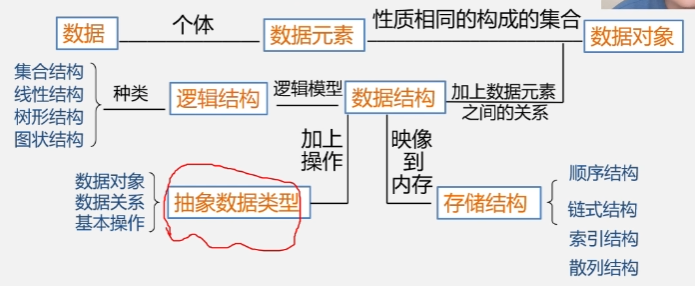 数据
个体
数据元素
性质相同的构成的集合
数据对象
集合结构
线性结构
树形结构
图状结构
种类
逻辑结构
逻辑模型
数据结构
加上数据元素
之间的关系
加上
操作
映像
到
内存
数据对象
数据关系
基本操作
抽象数据类型
存储结构
顺序结构
链式结构
索引结构
散列结构